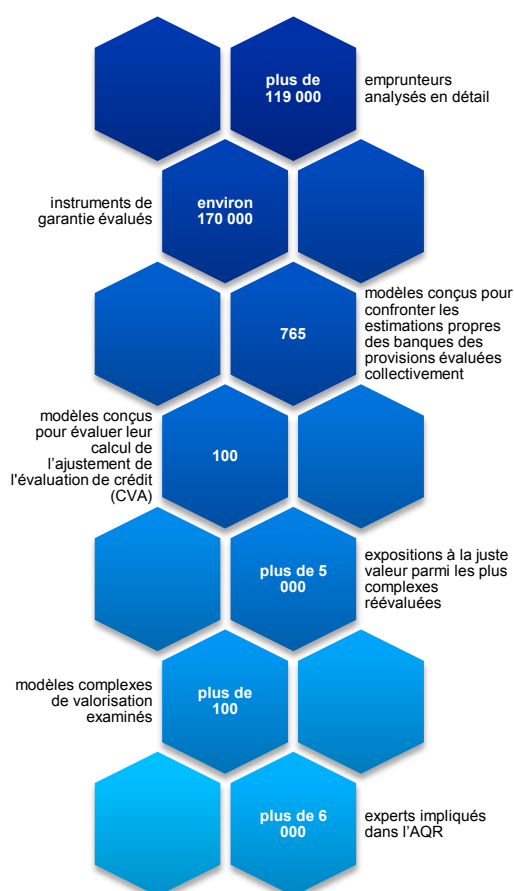 plus de
119 000
emprunteurs
analysés en détail
instruments de
garantie évalués
environ
170 000
765
modèles conçus pour
confronter les
estimations propres
des banques des
provisions évaluées
collectivement
modèles conçus
pour évaluer leur
calcul de
l’ajustement de
l'évaluation de crédit
(CVA)
100
plus de 5
000
expositions à la juste
valeur parmi les plus
complexes
réévaluées
modèles complexes
de valorisation
examinés
plus de
100
plus de 6
000
experts impliqués
dans l’AQR